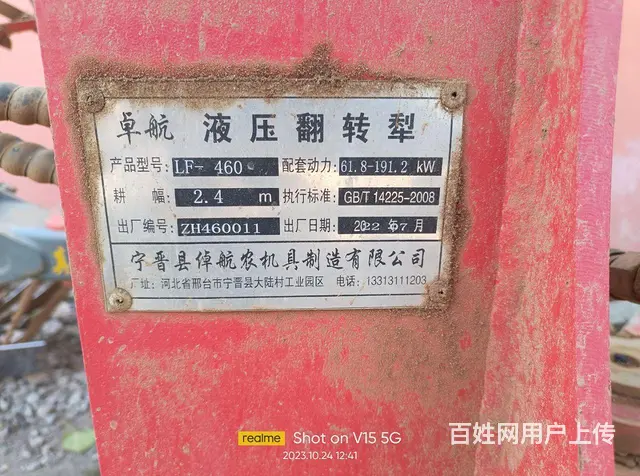 卓航 液压翻转犁
产品型号: LF- 460 配套动力: 61.8-191.2 kW
耕 幅: 2.4 m 执行标准: GB/T 14225-2008
出厂编号: ZH460011 出厂日期: 2022 年7 月
宁晋县倬航农机具制造有限公司
厂址: 河北省邢台市宁晋县大陆村工业园区 电话: 13313111203
realme Shot on V15 5G
2023.10.24 12:41
百姓网用户上传